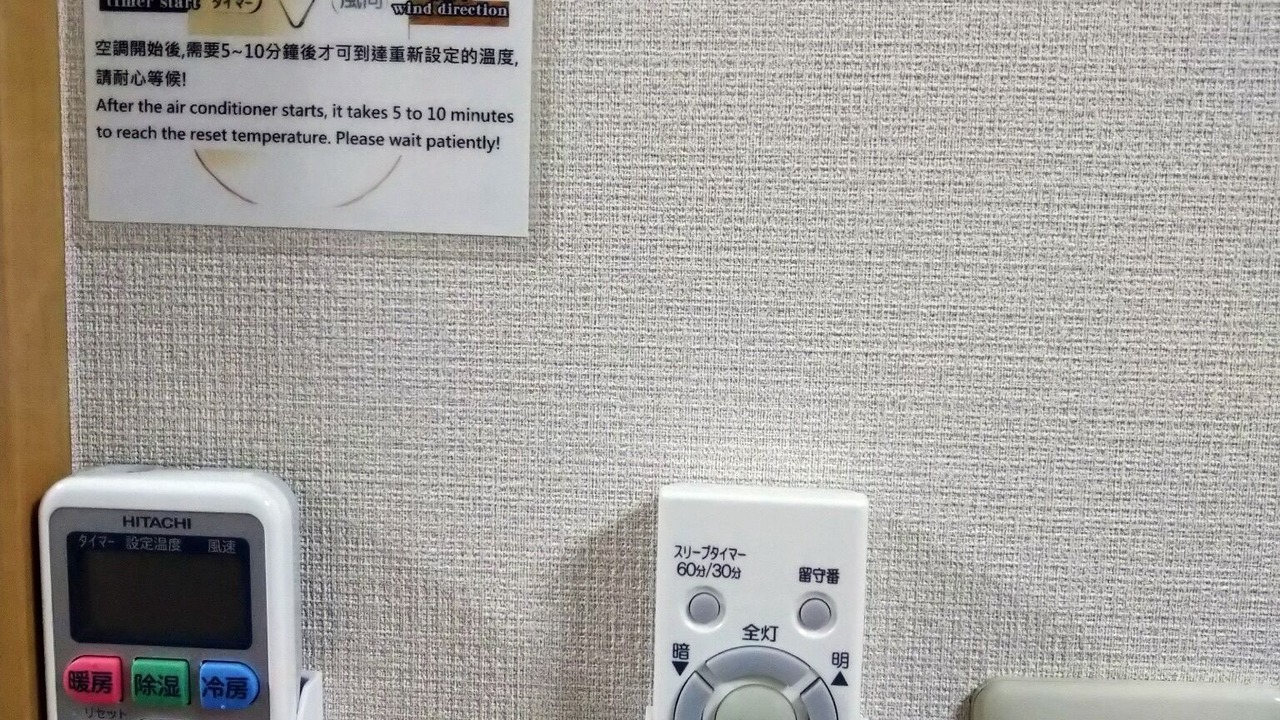 timer start タイマー 風向 wind direction
空調開始後,需要5~10分鐘後才可到達重新設定的溫度,
請耐心等候!
After the air conditioner starts, it takes 5 to 10 minutes
to reach the reset temperature. Please wait patiently!
HITACHI
タイマー 設定温度 風速
暖房 除湿 冷房
リセット
スリープタイマー
60分/30分
留守番
全灯
暗
明